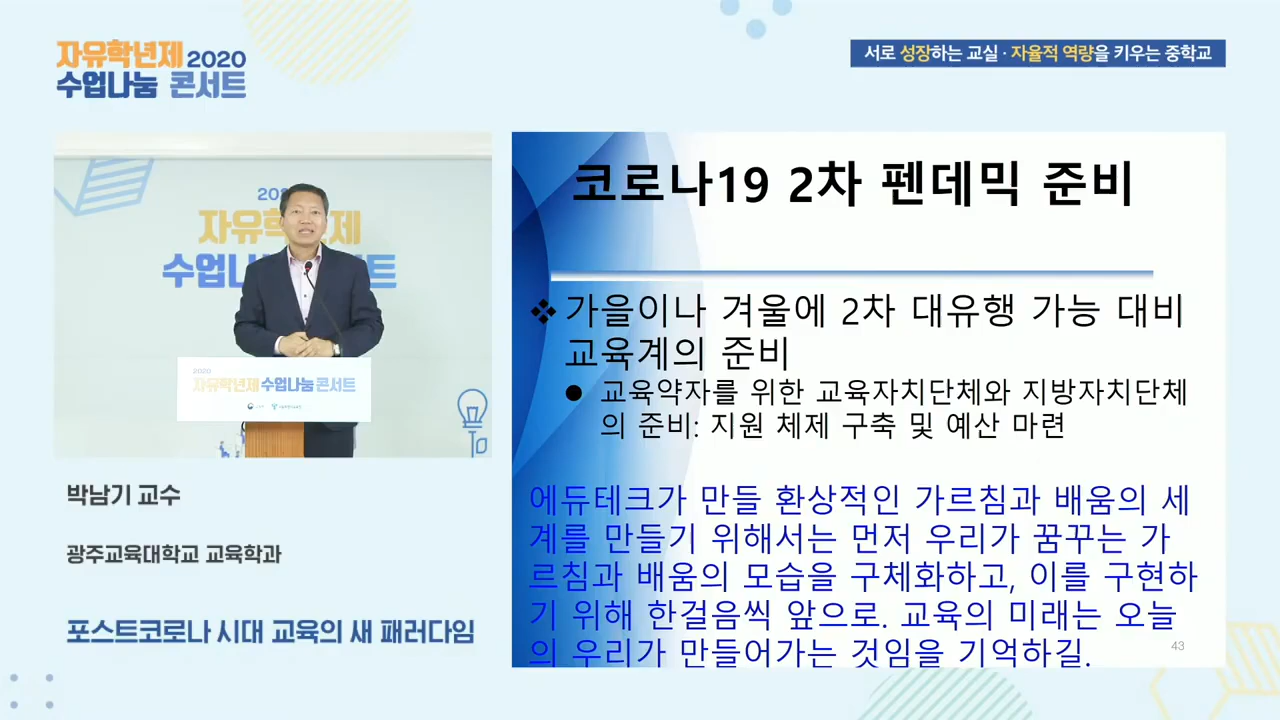 자유학년제 2020
수업나눔 콘서트
서로 성장하는 교실 · 자율적 역량을 키우는 중학교
자유학년제
수업나
2020
자유학년제 수업나눔 콘서트
박남기 교수
광주교육대학교 교육학과
포스트코로나 시대 교육의 새 패러다임
코로나19 2차 펜데믹 준비
❖ 가을이나 겨울에 2차 대유행 가능 대비
교육계의 준비
● 교육약자를 위한 교육자치단체와 지방자치단체
의 준비: 지원 체제 구축 및 예산 마련
에듀테크가 만들 환상적인 가르침과 배움의 세
계를 만들기 위해서는 먼저 우리가 꿈꾸는 가
르침과 배움의 모습을 구체화하고, 이를 구현하
기 위해 한걸음씩 앞으로. 교육의 미래는 오늘
의 우리가 만들어가는 것임을 기억하길.
43